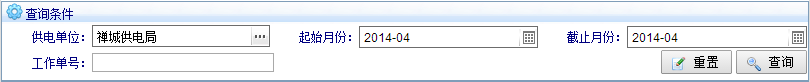 查询条件
供电单位: 禅城供电局 ... 起始月份: 2014-04 截止月份: 2014-04
工作单号: 重置 查询